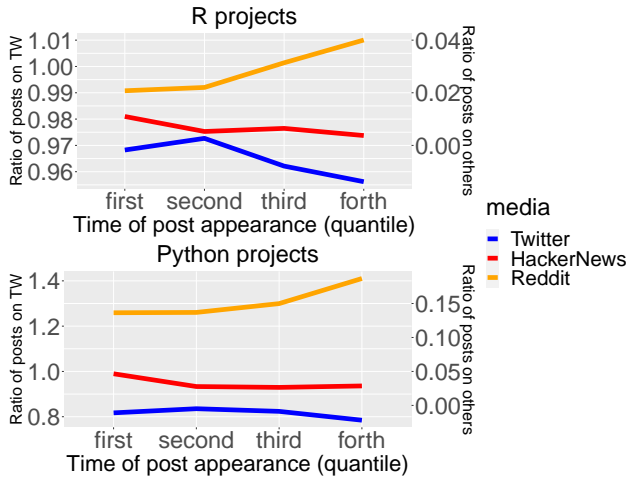 R projects
Ratio of posts on TW
1.01
1.00
0.99
0.98
0.97
0.96
0.04
0.02
0.00
Ratio of posts on others
first second third forth
Time of post appearance (quantile)
media
Twitter
HackerNews
Reddit
Python projects
Ratio of posts on TW
1.4
1.2
1.0
0.8
0.15
0.10
0.05
0.00
Ratio of posts on others
first second third forth
Time of post appearance (quantile)